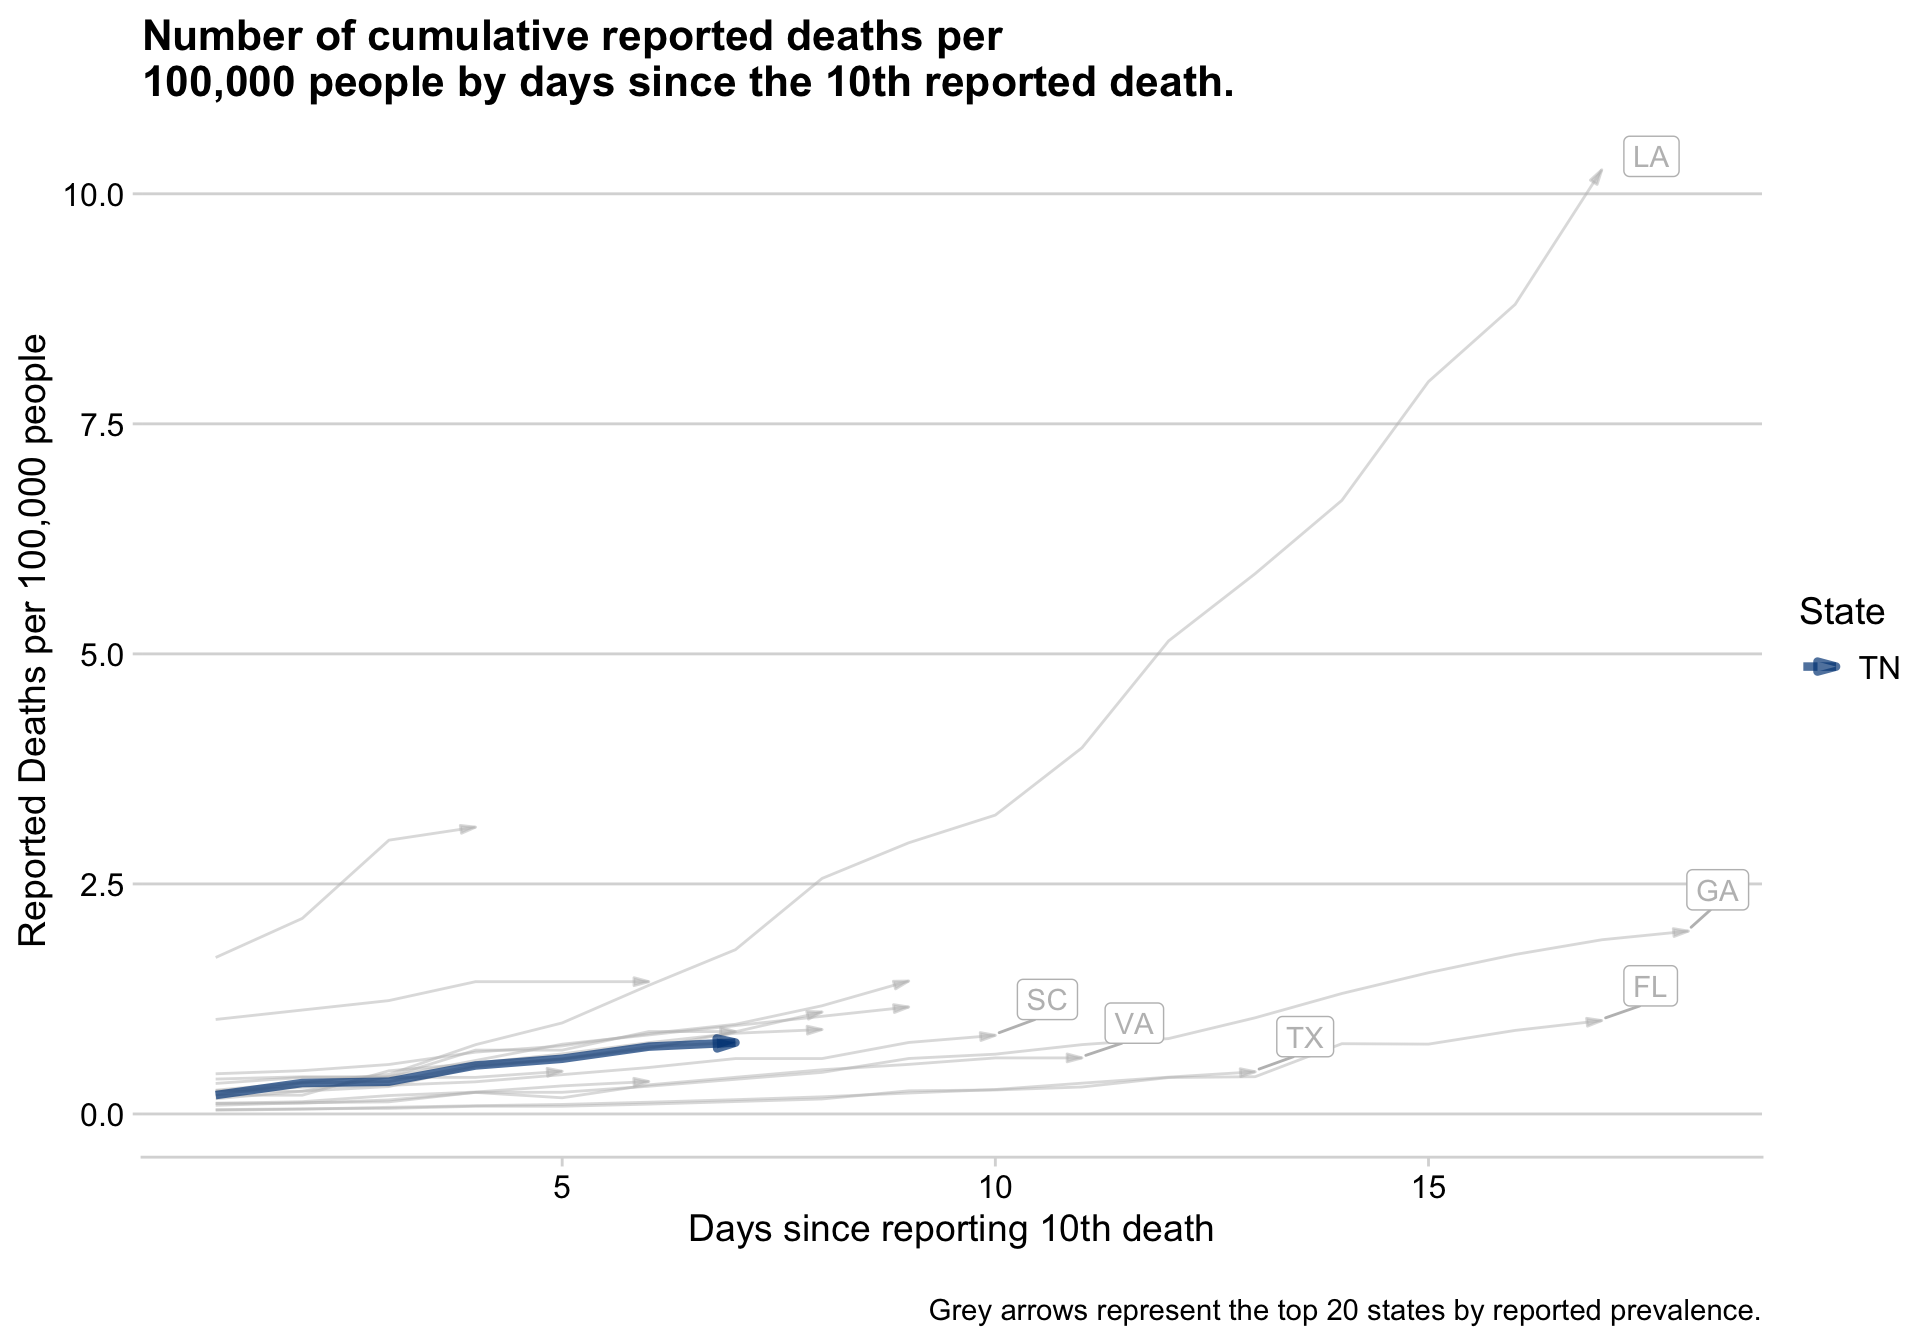 Number of cumulative reported deaths per
100,000 people by days since the 10th reported death.
LA
10.0
7.5
5.0
2.5
0.0
Reported Deaths per 100,000 people
GA
FL
SC
VA
TX
State
TN
5
10
15
Days since reporting 10th death
Grey arrows represent the top 20 states by reported prevalence.